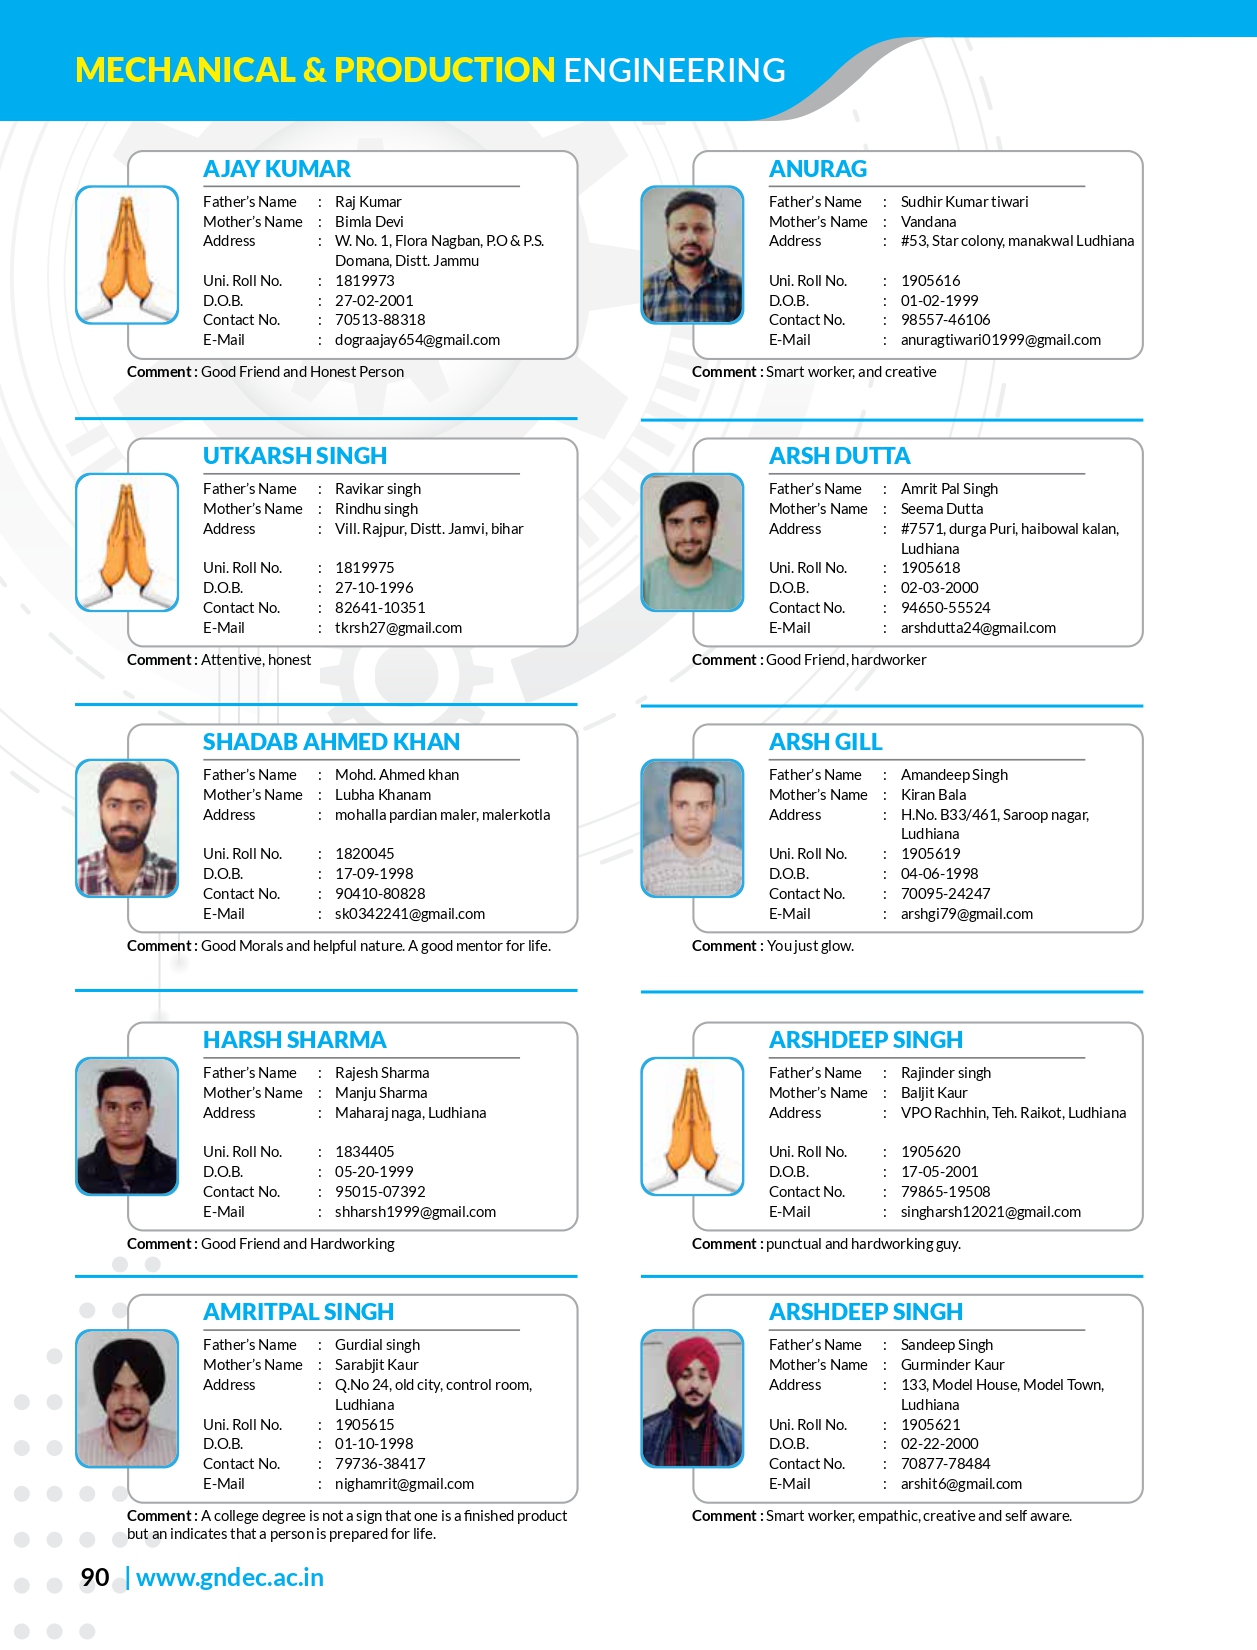 MECHANICAL & PRODUCTION ENGINEERING
AJAY KUMAR
Father's Name : Raj Kumar
Mother's Name : Bimla Devi
Address : W. No. 1, Flora Nagban, P.O & P.S.
Domana, Distt. Jammu
Uni. Roll No. : 1819973
D.O.B. : 27-02-2001
Contact No. : 70513-88318
E-Mail : dograajay654@gmail.com
Comment : Good Friend and Honest Person
UTKARSH SINGH
Father's Name : Ravikar singh
Mother's Name : Rindhu singh
Address : Vill. Rajpur, Distt. Jamvi, bihar
Uni. Roll No. : 1819975
D.O.B. : 27-10-1996
Contact No. : 82641-10351
E-Mail : tkrsh27@gmail.com
Comment : Attentive, honest
SHADAB AHMED KHAN
Father's Name : Mohd. Ahmed khan
Mother's Name : Lubha Khanam
Address : mohalla pardian maler, malerkotla
Uni. Roll No. : 1820045
D.O.B. : 17-09-1998
Contact No. : 90410-80828
E-Mail : sk0342241@gmail.com
Comment : Good Morals and helpful nature. A good mentor for life.
HARSH SHARMA
Father's Name : Rajesh Sharma
Mother's Name : Manju Sharma
Address : Maharaj naga, Ludhiana
Uni. Roll No. : 1834405
D.O.B. : 05-20-1999
Contact No. : 95015-07392
E-Mail : shharsh1999@gmail.com
Comment : Good Friend and Hardworking
AMRITPAL SINGH
Father's Name : Gurdial singh
Mother's Name : Sarabjit Kaur
Address : Q.No 24, old city, control room,
Ludhiana
Uni. Roll No. : 1905615
D.O.B. : 01-10-1998
Contact No. : 79736-38417
E-Mail : nighamrit@gmail.com
Comment : A college degree is not a sign that one is a finished product
but an indicates that a person is prepared for life.
ANURAG
Father's Name : Sudhir Kumar tiwari
Mother's Name : Vandana
Address : #53, Star colony, manakwal Ludhiana
Uni. Roll No. : 1905616
D.O.B. : 01-02-1999
Contact No. : 98557-46106
E-Mail : anuragtiwari01999@gmail.com
Comment : Smart worker, and creative
ARSH DUTTA
Father's Name : Amrit Pal Singh
Mother's Name : Seema Dutta
Address : #7571, durga Puri, haibowal kalan,
Ludhiana
Uni. Roll No. : 1905618
D.O.B. : 02-03-2000
Contact No. : 94650-55524
E-Mail : arshdutta24@gmail.com
Comment : Good Friend, hardworker
ARSH GILL
Father's Name : Amandeep Singh
Mother's Name : Kiran Bala
Address : H.No. B33/461, Saroop nagar,
Ludhiana
Uni. Roll No. : 1905619
D.O.B. : 04-06-1998
Contact No. : 70095-24247
E-Mail : arshgi79@gmail.com
Comment : You just glow.
ARSHDEEP SINGH
Father's Name : Rajinder singh
Mother's Name : Baljit Kaur
Address : VPO Rachhin, Teh. Raikot, Ludhiana
Uni. Roll No. : 1905620
D.O.B. : 17-05-2001
Contact No. : 79865-19508
E-Mail : singharsh12021@gmail.com
Comment : punctual and hardworking guy.
ARSHDEEP SINGH
Father's Name : Sandeep Singh
Mother's Name : Gurminder Kaur
Address : 133, Model House, Model Town,
Ludhiana
Uni. Roll No. : 1905621
D.O.B. : 02-22-2000
Contact No. : 70877-78484
E-Mail : arshit6@gmail.com
Comment : Smart worker, empathic, creative and self aware.
90 | www.gndec.ac.in